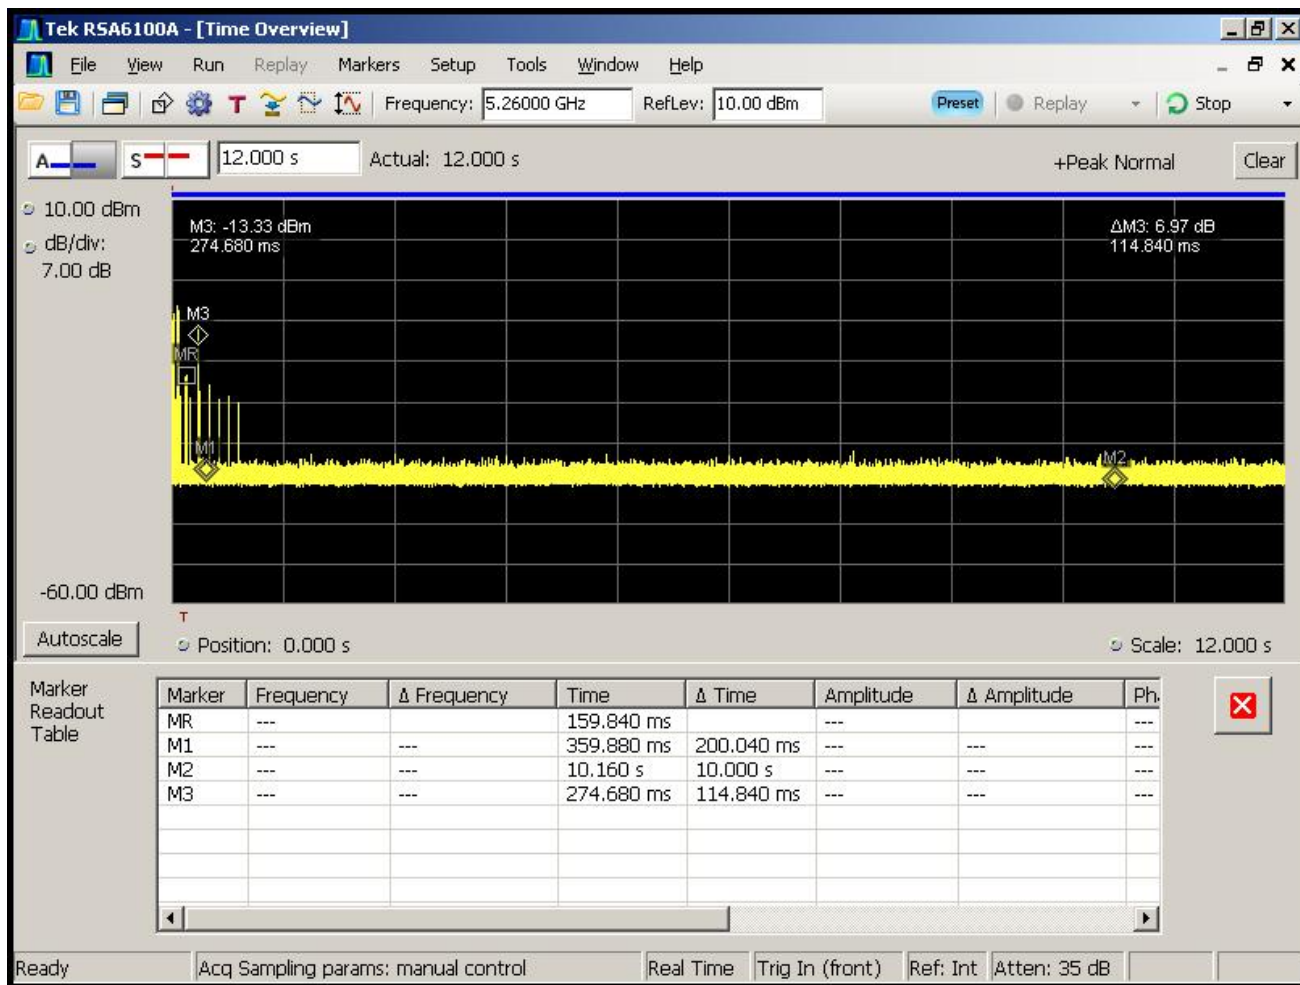 Tek RSA6100A - [Time Overview]
File View Run Replay Markers Setup Tools Window Help
T Frequency: 5.26000 GHz RefLev: 10.00 dBm Preset Replay Stop
A S 12.000 s Actual: 12.000 s +Peak Normal Clear
10.00 dBm
dB/div:
7.00 dB
M3: -13.33 dBm
274.680 ms
ΔM3: 6.97 dB
114.840 ms
M3
MR
M1
M2
-60.00 dBm
T
Autoscale Position: 0.000 s Scale: 12.000 s
Marker
Readout
Table
Marker Frequency Δ Frequency Time Δ Time Amplitude Δ Amplitude
MR --- 159.840 ms --- ---
M1 --- --- 359.880 ms 200.040 ms --- --- ---
M2 --- --- 10.160 s 10.000 s --- --- ---
M3 --- --- 274.680 ms 114.840 ms --- --- ---
Ready Acq Sampling params: manual control Real Time Trig In (front) Ref: Int Atten: 35 dB